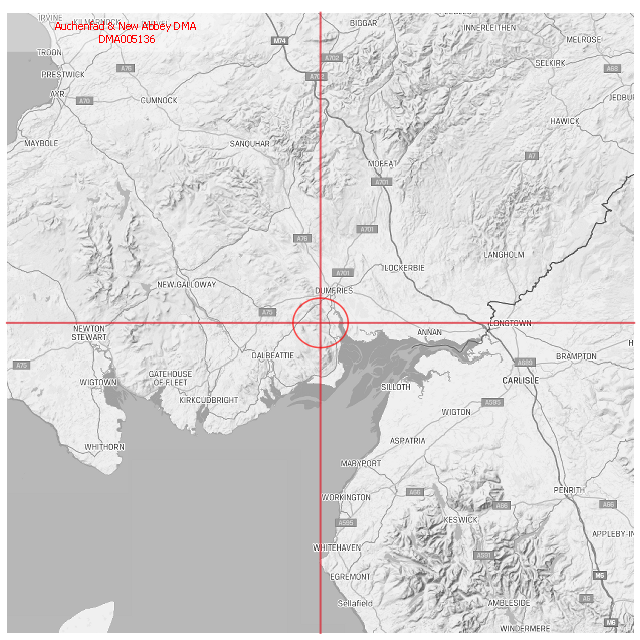 IRVINE
KILMARNOCK
Auchenfad & New Abbey DMA
DMA005136
BIGGAR
INNERLEITHEN
MELROSE
M74
A702
TROON
SELKIRK
A68
A76
PRESTWICK
A702
AYR
A70
CUMNOCK
JEDBU
HAWICK
MAYBOLE
SANQUHAR
A7
MOFFAT
A701
A701
A76
LANGHOLM
A701
LOCKERBIE
NEW GALLOWAY
DUMFRIES
A75
LONGTOWN
NEWTON
STEWART
ANNAN
DALBEATTIE
BRAMPTON
H
A75
A689
GATEHOUSE
OF FLEET
WIGTOWN
CARLISLE
SILLOTH
KIRKCUDBRIGHT
A595
WIGTON
ASPATRIA
WHITHORN
MARYPORT
A66
PENRITH
WORKINGTON
A66
A66
A595
KESWICK
APPLEBY-IN
WHITEHAVEN
A591
EGREMONT
M6
Sellafield
A6
AMBLESIDE
M6
WINDERMERE